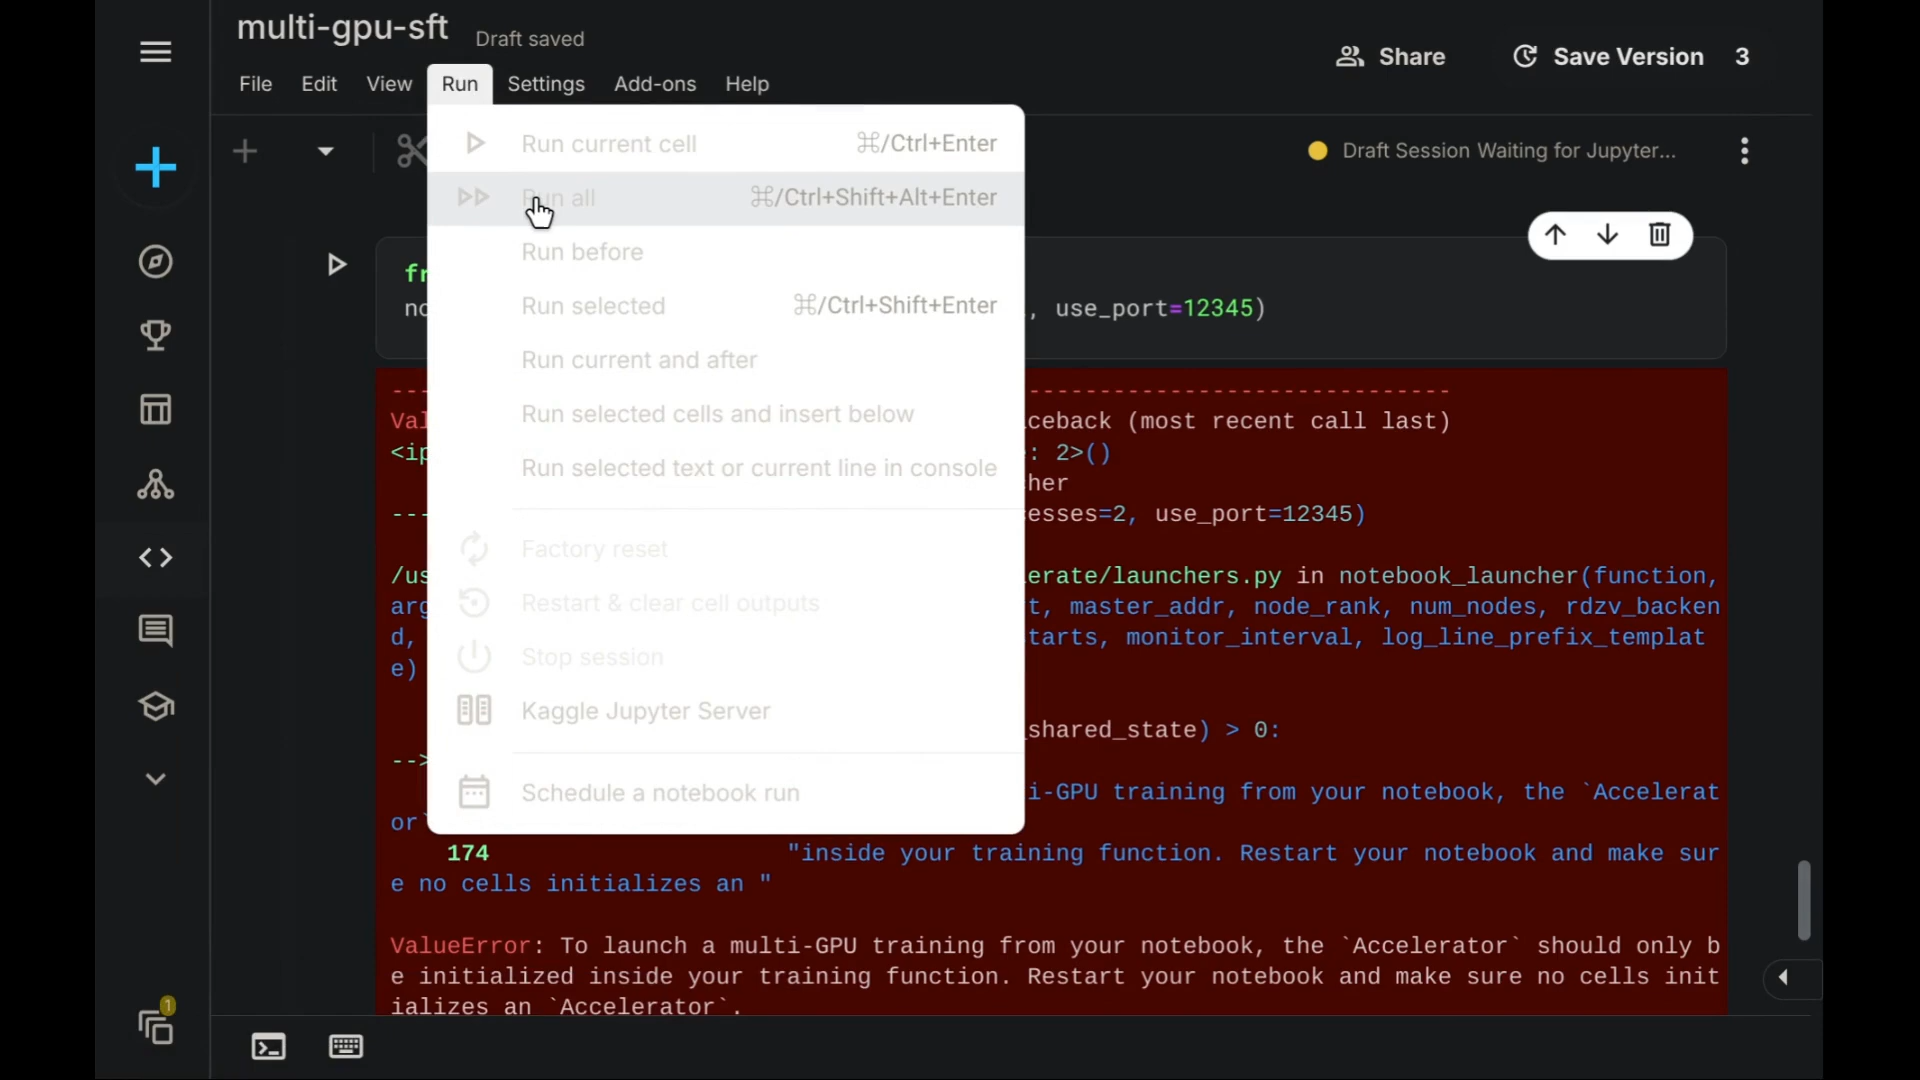 multi-gpu-sft
Draft saved
Share
Save Version
3
File
Edit
View
Run
Settings
Add-ons
Help
Draft Session Waiting for Jupyter...
Run current cell ⌘/Ctrl+Enter
Run all ⌘/Ctrl+Shift+Alt+Enter
Run before
Run selected ⌘/Ctrl+Shift+Enter
Run current and after
Run selected cells and insert below
Run selected text or current line in console
Factory reset
Restart & clear cell outputs
Stop session
Kaggle Jupyter Server
Schedule a notebook run
fr
no , use_port=12345)
Val ceback (most recent call last)
<ip : 2>()
her
--- esses=2, use_port=12345)
/us erate/launchers.py in notebook_launcher(function,
arg t, master_addr, node_rank, num_nodes, rdzv_backen
d, tarts, monitor_interval, log_line_prefix_templat
e)
shared_state) > 0:
--> i-GPU training from your notebook, the `Accelerat
or`
174 "inside your training function. Restart your notebook and make sur
e no cells initializes an "
ValueError: To launch a multi-GPU training from your notebook, the `Accelerator` should only b
e initialized inside your training function. Restart your notebook and make sure no cells init
ializes an `Accelerator`.
1